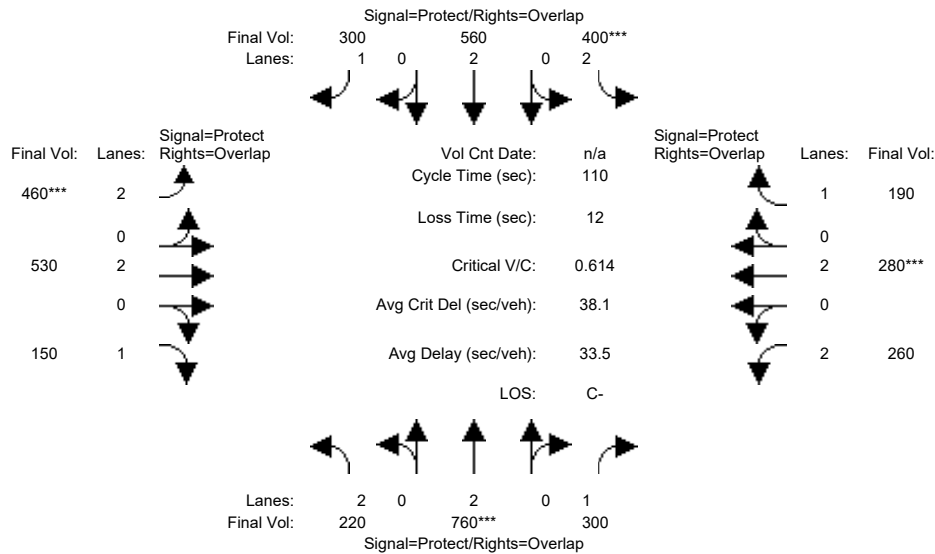 Signal=Protect/Rights=Overlap
Final Vol: 300 560 400***
Lanes: 1 0 2 0 2
Signal=Protect Signal=Protect
Final Vol: Lanes: Rights=Overlap Vol Cnt Date: n/a Rights=Overlap Lanes: Final Vol:
Cycle Time (sec): 110
460*** 2 1 190
Loss Time (sec): 12
0 0
530 2 Critical V/C: 0.614 2 280***
0 Avg Crit Del (sec/veh): 38.1 0
150 1 Avg Delay (sec/veh): 33.5 2 260
LOS: C-
Lanes: 2 0 2 0 1
Final Vol: 220 760*** 300
Signal=Protect/Rights=Overlap